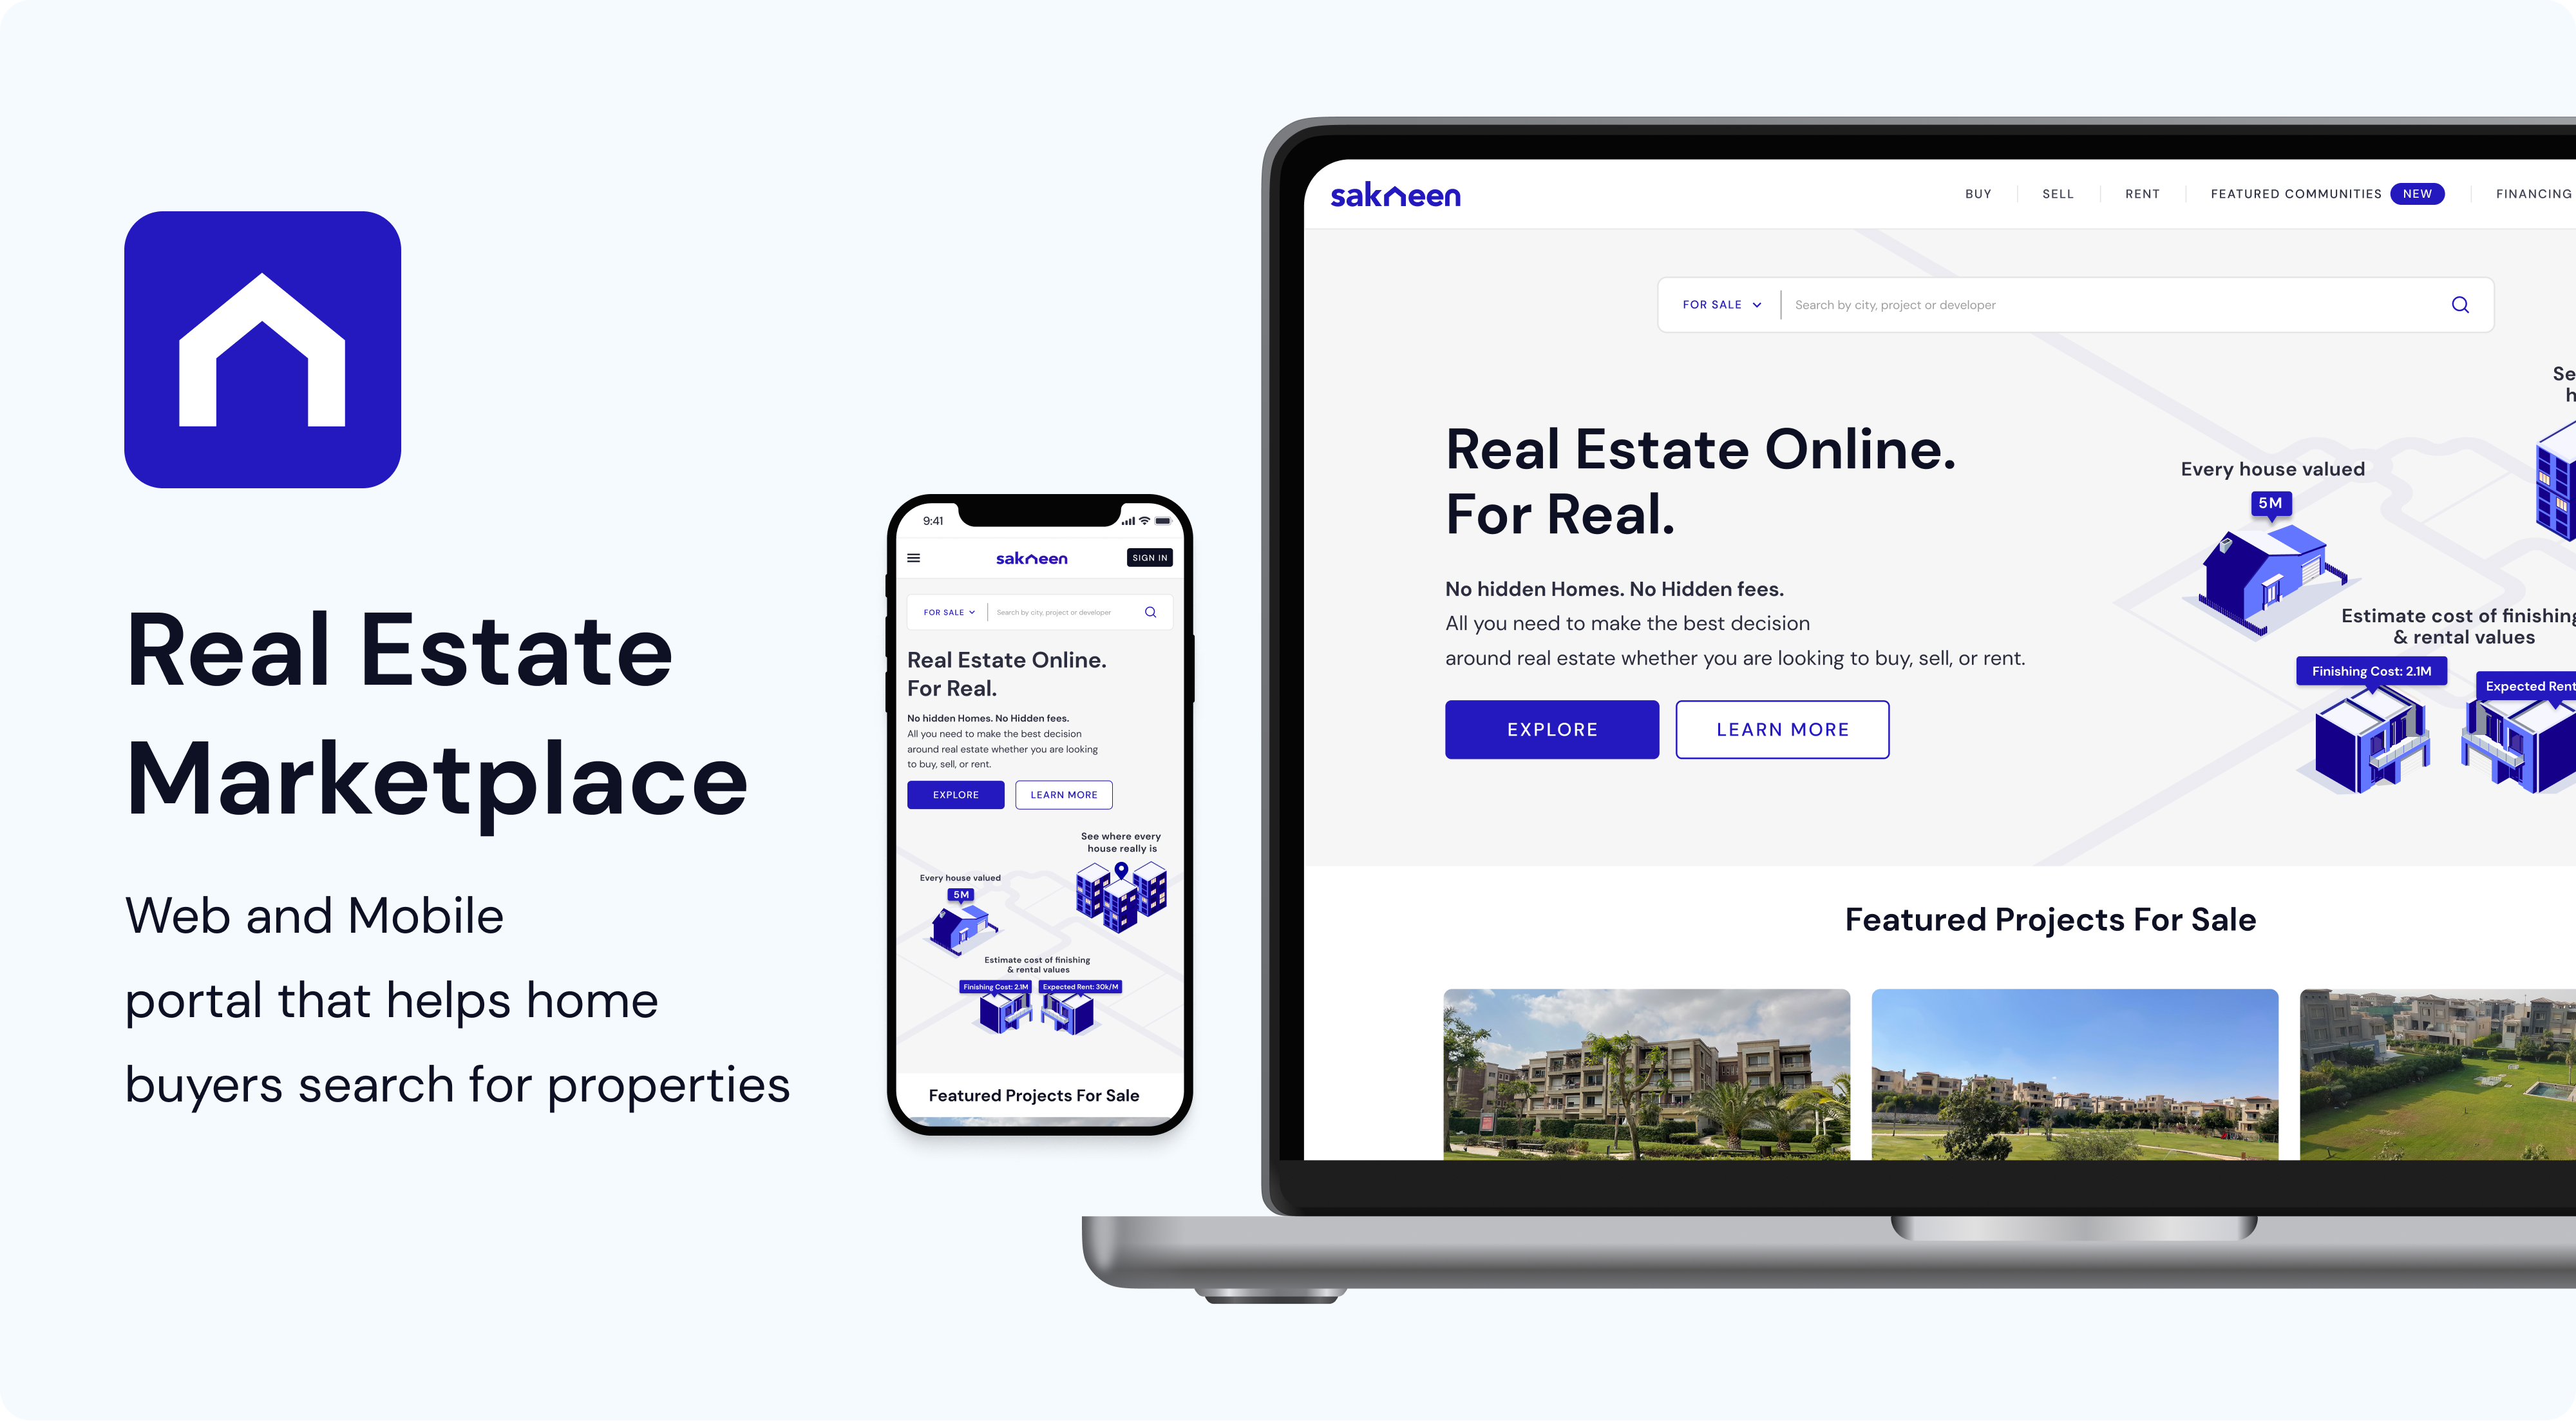 Real Estate
Marketplace
Web and Mobile
portal that helps home
buyers search for properties
9:41
sakneen
SIGN IN
FOR SALE
Search by city, project or developer
Real Estate Online.
For Real.
No hidden Homes. No Hidden fees.
All you need to make the best decision
around real estate whether you are looking
to buy, sell, or rent.
EXPLORE
LEARN MORE
See where every
house really is
Every house valued
5M
Estimate cost of finishing
& rental values
Finishing Cost: 2.1M
Expected Rent: 30k/M
Featured Projects For Sale
sakneen
BUY
SELL
RENT
FEATURED COMMUNITIES NEW
FINANCING
FOR SALE
Search by city, project or developer
Real Estate Online.
For Real.
No hidden Homes. No Hidden fees.
All you need to make the best decision
around real estate whether you are looking to buy, sell, or rent.
EXPLORE
LEARN MORE
Se
h
Every house valued
5M
Estimate cost of finishing
& rental values
Finishing Cost: 2.1M
Expected Rent
Featured Projects For Sale